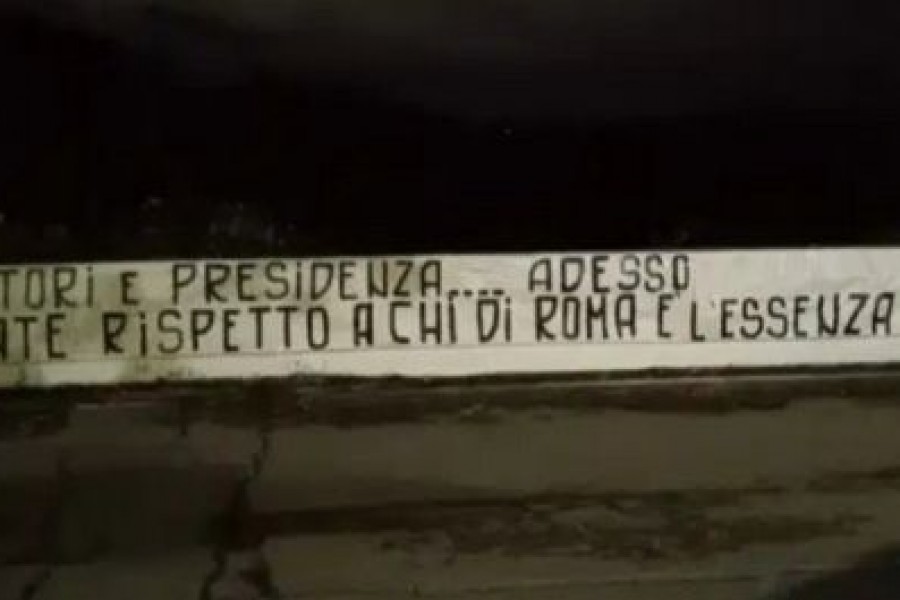 TORI E PRESIDENZA.... ADESSO
ATE RISPETTO A CHI DI ROMA E' L'ESSENZA